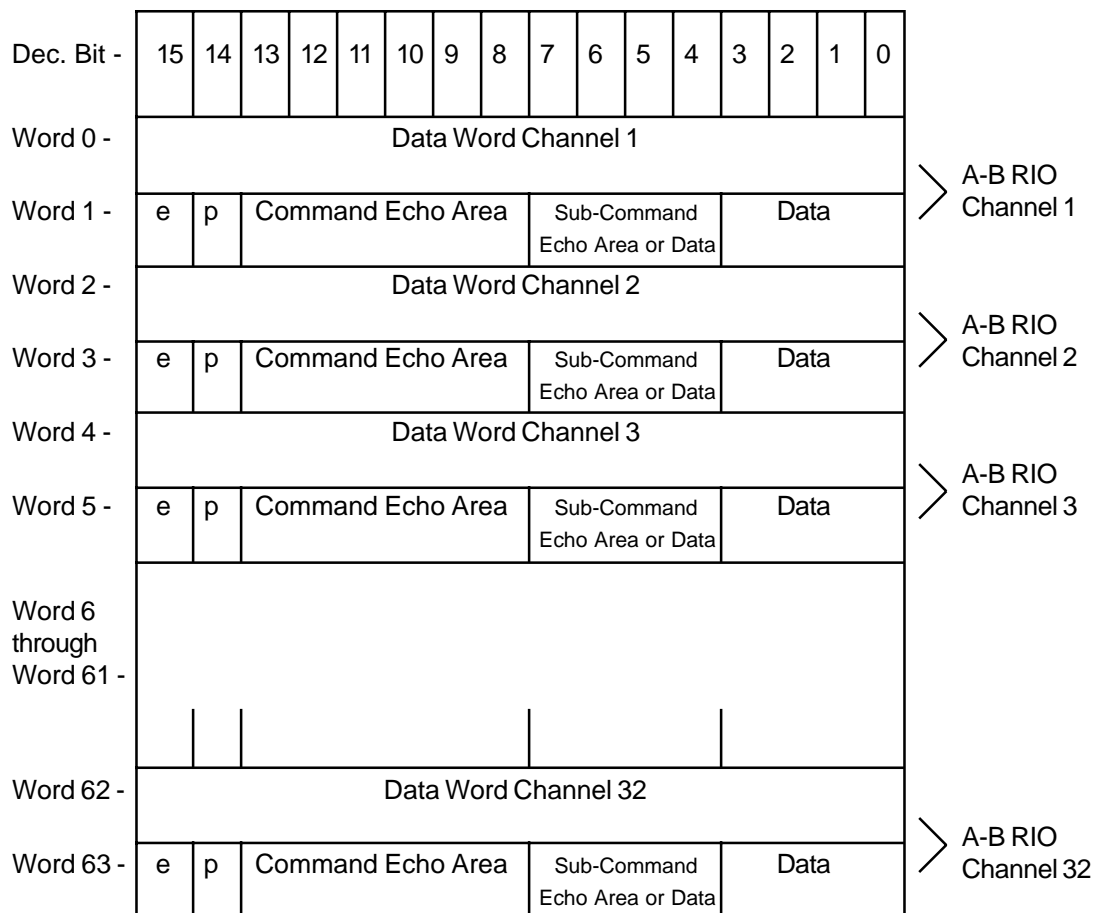 Dec. Bit - 15 14 13 12 11 10 9 8 7 6 5 4 3 2 1 0
Word 0 - Data Word Channel 1
A-B RIO
Channel 1
Word 1 - e p Command Echo Area Sub-Command Data
Echo Area or Data
Word 2 - Data Word Channel 2
A-B RIO
Channel 2
Word 3 - e p Command Echo Area Sub-Command Data
Echo Area or Data
Word 4 - Data Word Channel 3
A-B RIO
Channel 3
Word 5 - e p Command Echo Area Sub-Command Data
Echo Area or Data
Word 6
through
Word 61 -
Word 62 - Data Word Channel 32
A-B RIO
Channel 32
Word 63 - e p Command Echo Area Sub-Command Data
Echo Area or Data